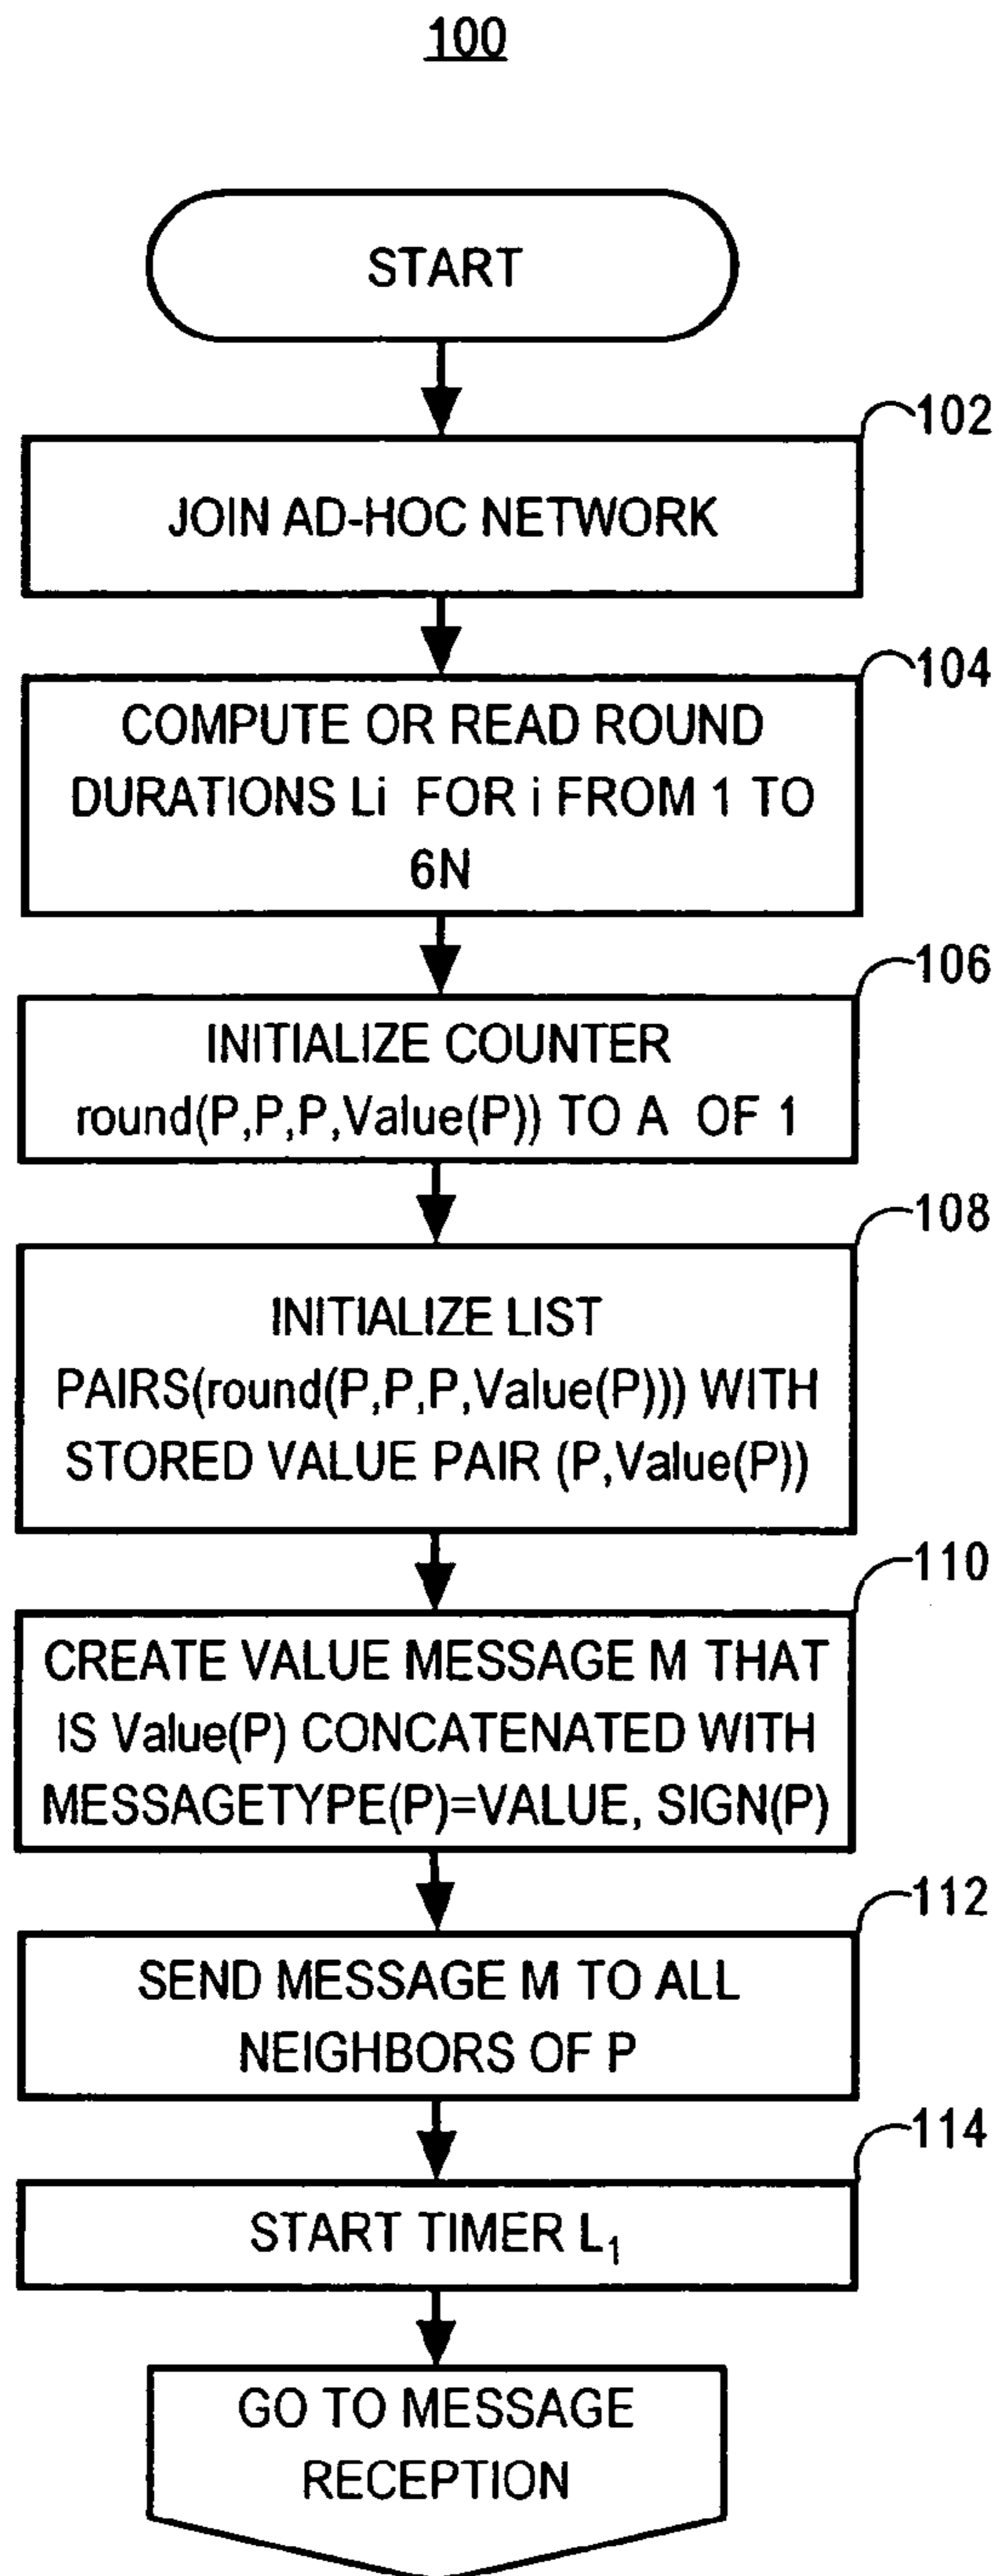 100
START
102
JOIN AD-HOC NETWORK
104
COMPUTE OR READ ROUND
DURATIONS Li FOR i FROM 1 TO
6N
106
INITIALIZE COUNTER
round(P,P,P,Value(P)) TO A OF 1
108
INITIALIZE LIST
PAIRS(round(P,P,P,Value(P))) WITH
STORED VALUE PAIR (P,Value(P))
110
CREATE VALUE MESSAGE M THAT
IS Value(P) CONCATENATED WITH
MESSAGETYPE(P)=VALUE, SIGN(P)
112
SEND MESSAGE M TO ALL
NEIGHBORS OF P
114
START TIMER L₁
GO TO MESSAGE
RECEPTION